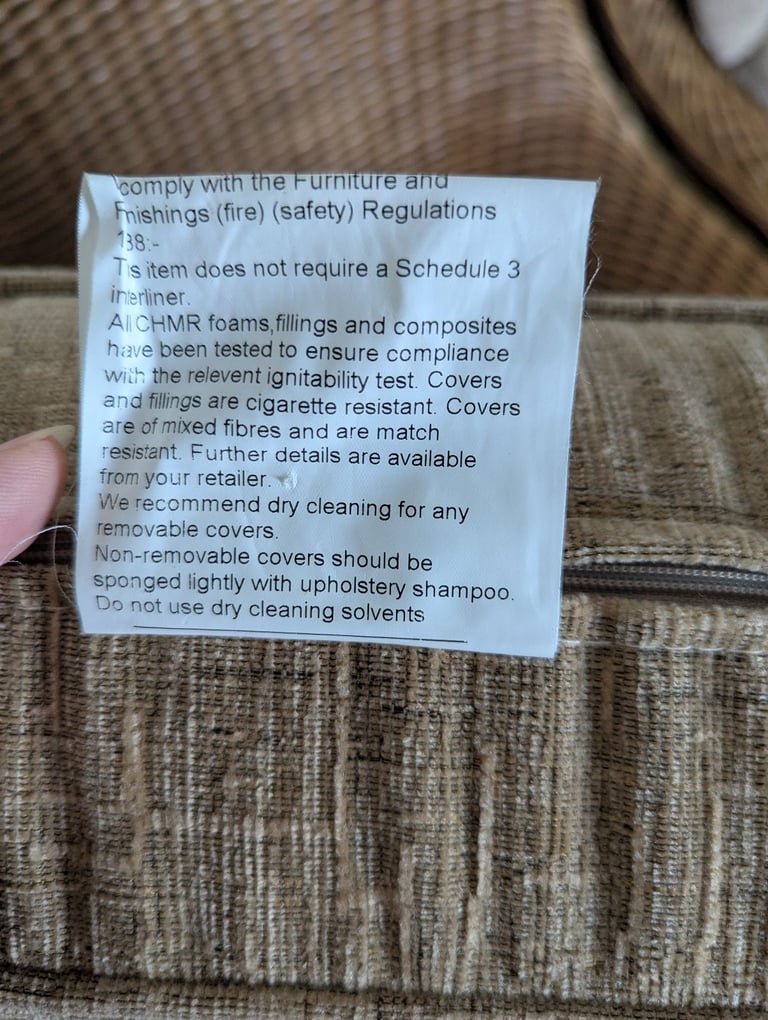 comply with the Furniture and
Fnishings (fire) (safety) Regulations
138:-
Tis item does not require a Schedule 3
interliner.
All CHMR foams,fillings and composites
have been tested to ensure compliance
with the relevent ignitability test. Covers
and fillings are cigarette resistant. Covers
are of mixed fibres and are match
resistant. Further details are available
from your retailer.
We recommend dry cleaning for any
removable covers.
Non-removable covers should be
sponged lightly with upholstery shampoo.
Do not use dry cleaning solvents